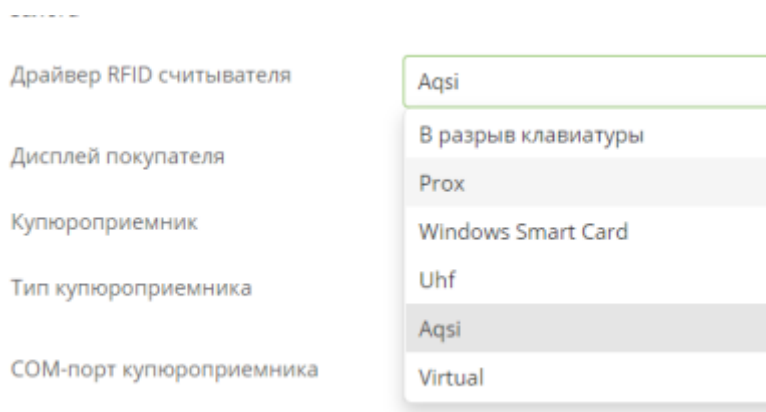 Драйвер RFID считывателя
Aqsi
В разрыв клавиатуры
Дисплей покупателя
Prox
Купюроприемник
Windows Smart Card
Uhf
Тип купюроприемника
Aqsi
COM-порт купюроприемника
Virtual